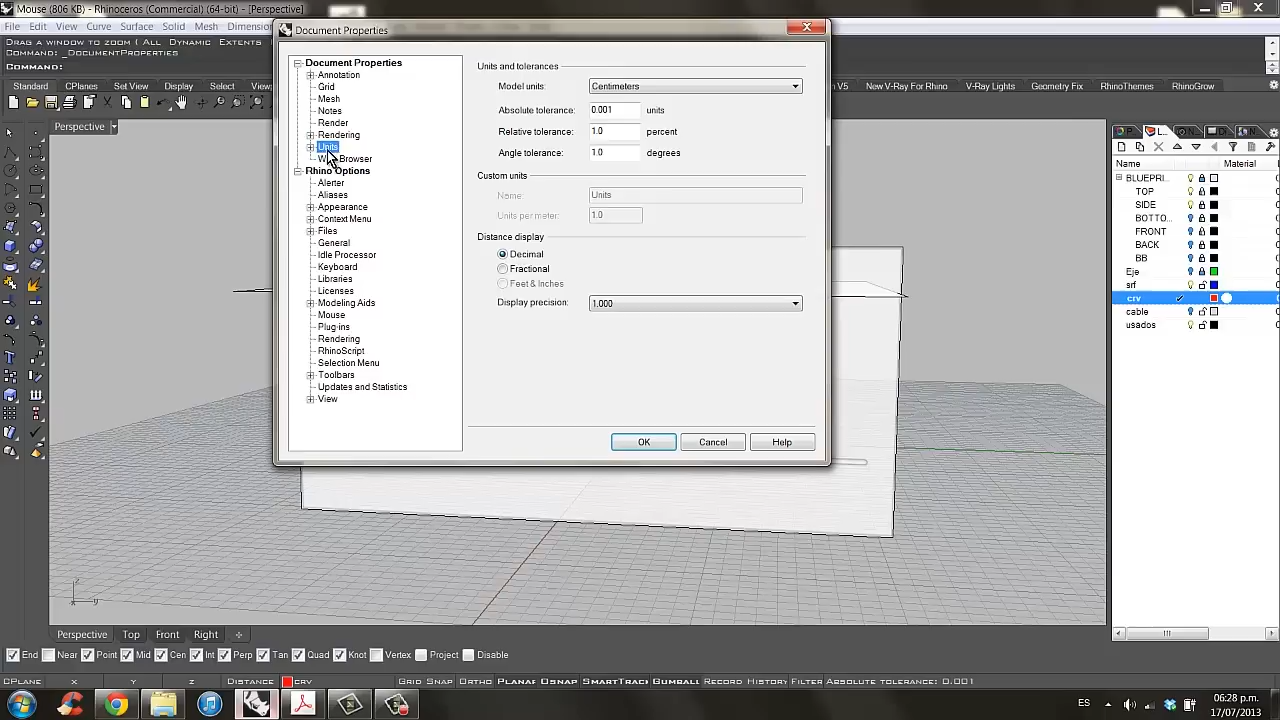 Mouse (806 KB) - Rhinoceros (Commercial) (64-bit) - [Perspective]
File Edit View Curve Surface Solid Mesh Dimension
DRAG A WINDOW TO ZOOM ( ALL DYNAMIC EXTENTS
COMMAND: _DOCUMENTPROPERTIES
COMMAND:
Standard CPlanes Set View Display Select View
V5 New V-Ray For Rhino V-Ray Lights Geometry Fix RhinoThemes RhinoGrow
Perspective
Document Properties
Document Properties
Annotation
Grid
Mesh
Notes
Render
Rendering
Units
Browser
Rhino Options
Alerter
Aliases
Appearance
Context Menu
Files
General
Idle Processor
Keyboard
Libraries
Licenses
Modeling Aids
Mouse
Plug-ins
Rendering
RhinoScript
Selection Menu
Toolbars
Updates and Statistics
View
Units and tolerances
Model units: Centimeters
Absolute tolerance: 0.001 units
Relative tolerance: 1.0 percent
Angle tolerance: 1.0 degrees
Custom units
Name: Units
Units per meter: 1.0
Distance display
Decimal
Fractional
Feet & Inches
Display precision: 1.000
OK Cancel Help
P... L... N... D... N...
Name Material
BLUEPRI...
TOP
SIDE
BOTTO...
FRONT
BACK
BB
Eje
srf
crv
cable
usados
z
x y
Perspective Top Front Right
End Near Point Mid Cen Int Perp Tan Quad Knot Vertex Project Disable
CPLANE X Y Z DISTANCE CRV GRID SNAP ORTHO PLANAR OSNAP SMARTTRAC GUMBALL RECORD HISTORY FILTER ABSOLUTE TOLERANCE: 0.001
ES 06:28 p.m.
17/07/2013